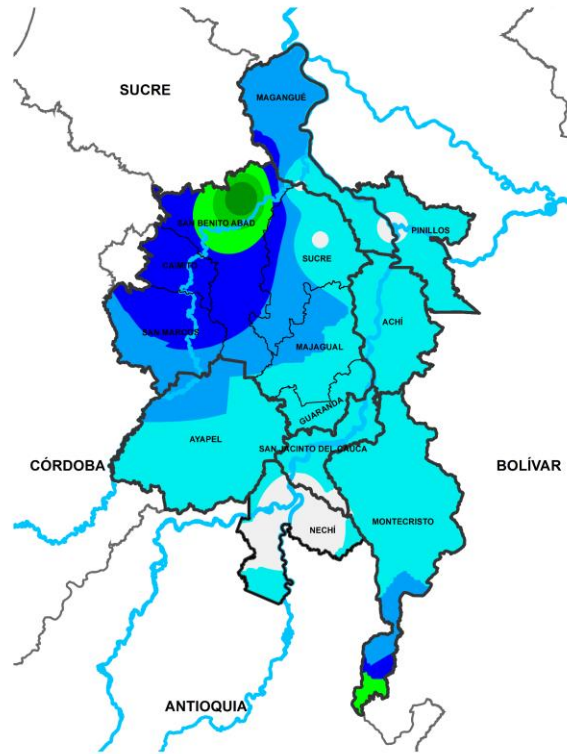 SUCRE
MAGANGUÉ
SAN BENITO ABAD
PINILLOS
SUCRE
CAIMITO
ACHÍ
SAN MARCOS
MAJAGUAL
GUARANDA
AYAPEL
SAN JACINTO DEL CAUCA
CÓRDOBA
BOLÍVAR
MONTECRISTO
NECHÍ
ANTIOQUIA